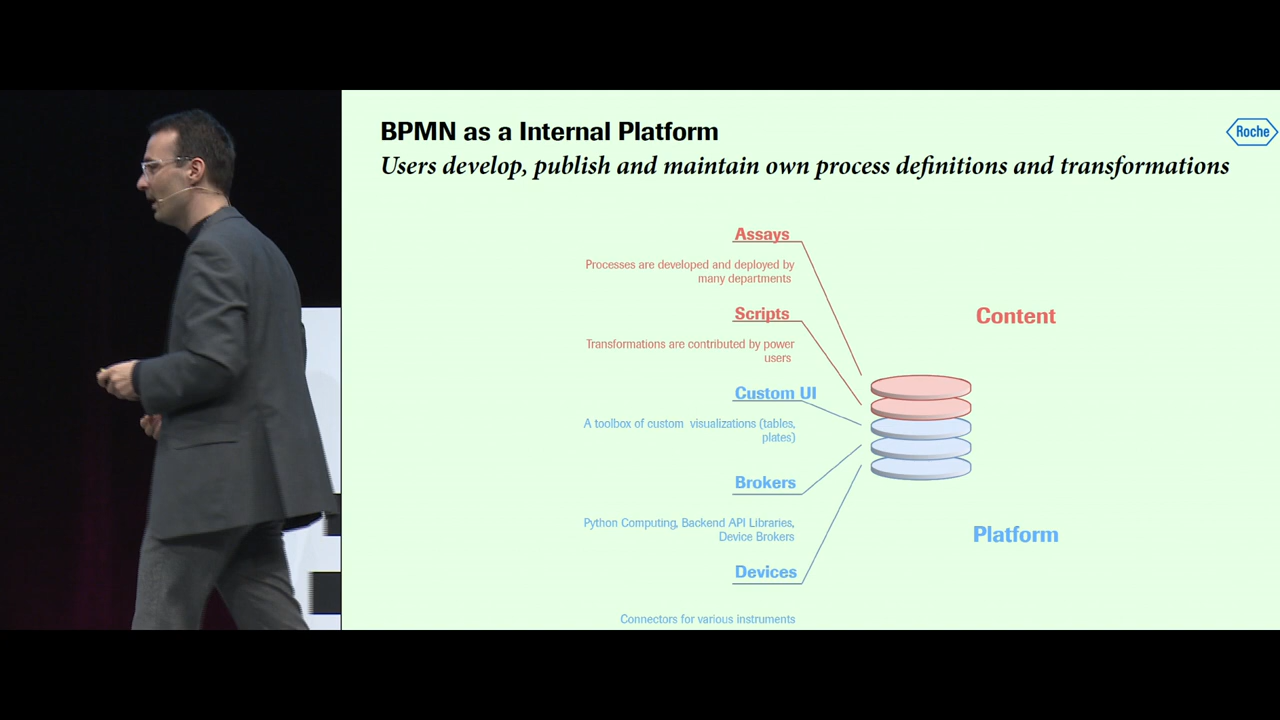 BPMN as a Internal Platform
Roche
Users develop, publish and maintain own process definitions and transformations
Assays
Processes are developed and deployed by
many departments
Content
Scripts
Transformations are contributed by power
users
Custom UI
A toolbox of custom visualizations (tables,
plates)
Brokers
Python Computing, Backend API Libraries,
Device Brokers
Platform
Devices
Connectors for various instruments